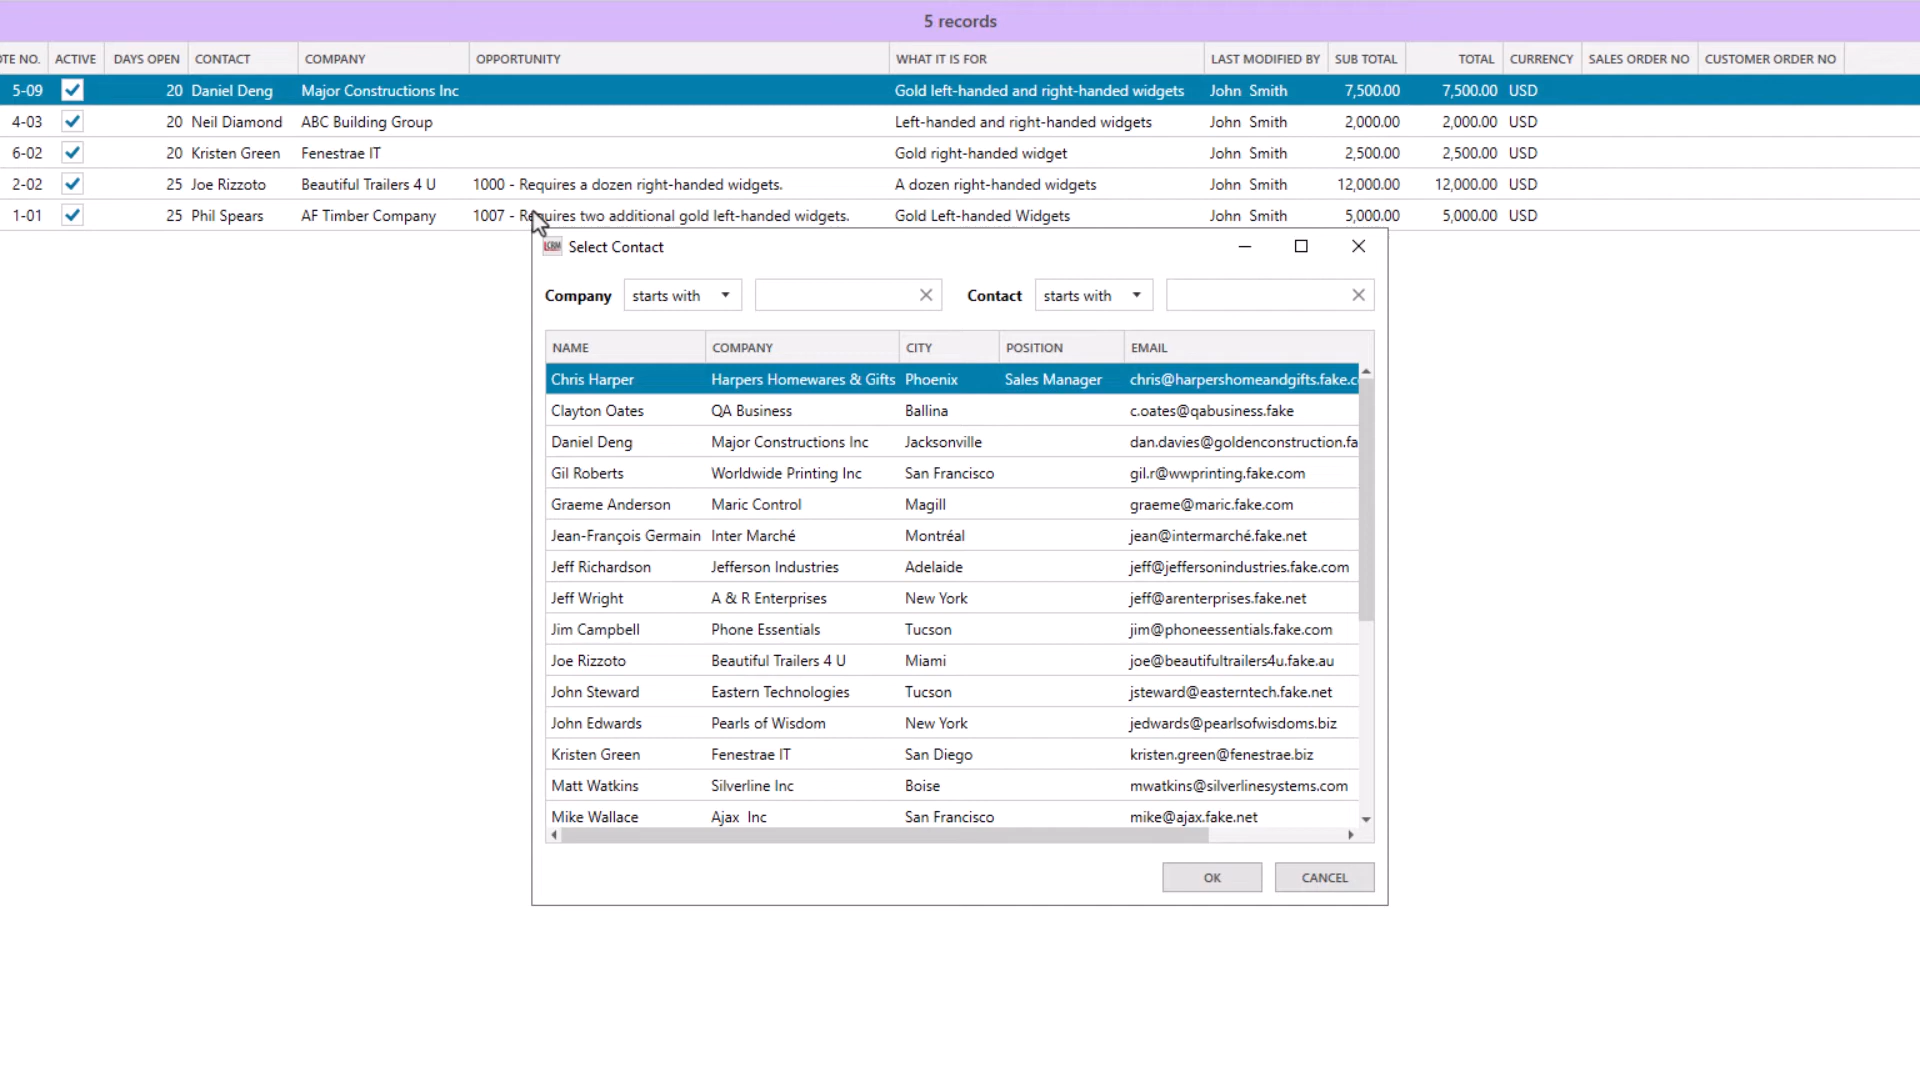 5 records
OTE NO. ACTIVE DAYS OPEN CONTACT COMPANY OPPORTUNITY WHAT IT IS FOR LAST MODIFIED BY SUB TOTAL TOTAL CURRENCY SALES ORDER NO CUSTOMER ORDER NO
5-09 20 Daniel Deng Major Constructions Inc Gold left-handed and right-handed widgets John Smith 7,500.00 7,500.00 USD
4-03 20 Neil Diamond ABC Building Group Left-handed and right-handed widgets John Smith 2,000.00 2,000.00 USD
6-02 20 Kristen Green Fenestrae IT Gold right-handed widget John Smith 2,500.00 2,500.00 USD
2-02 25 Joe Rizzoto Beautiful Trailers 4 U 1000 - Requires a dozen right-handed widgets. A dozen right-handed widgets John Smith 12,000.00 12,000.00 USD
1-01 25 Phil Spears AF Timber Company 1007 - Requires two additional gold left-handed widgets. Gold Left-handed Widgets John Smith 5,000.00 5,000.00 USD
Select Contact
Company starts with Contact starts with
NAME COMPANY CITY POSITION EMAIL
Chris Harper Harpers Homewares & Gifts Phoenix Sales Manager chris@harpershomeandgifts.fake.c
Clayton Oates QA Business Ballina c.oates@qabusiness.fake
Daniel Deng Major Constructions Inc Jacksonville dan.davies@goldenconstruction.fa
Gil Roberts Worldwide Printing Inc San Francisco gil.r@wwprinting.fake.com
Graeme Anderson Maric Control Magill graeme@maric.fake.com
Jean-François Germain Inter Marché Montréal jean@intermarché.fake.net
Jeff Richardson Jefferson Industries Adelaide jeff@jeffersonindustries.fake.com
Jeff Wright A & R Enterprises New York jeff@arenterprises.fake.net
Jim Campbell Phone Essentials Tucson jim@phoneessentials.fake.com
Joe Rizzoto Beautiful Trailers 4 U Miami joe@beautifultrailers4u.fake.au
John Steward Eastern Technologies Tucson jsteward@easterntech.fake.net
John Edwards Pearls of Wisdom New York jedwards@pearlsofwisdoms.biz
Kristen Green Fenestrae IT San Diego kristen.green@fenestrae.biz
Matt Watkins Silverline Inc Boise mwatkins@silverlinesystems.com
Mike Wallace Ajax Inc San Francisco mike@ajax.fake.net
OK CANCEL